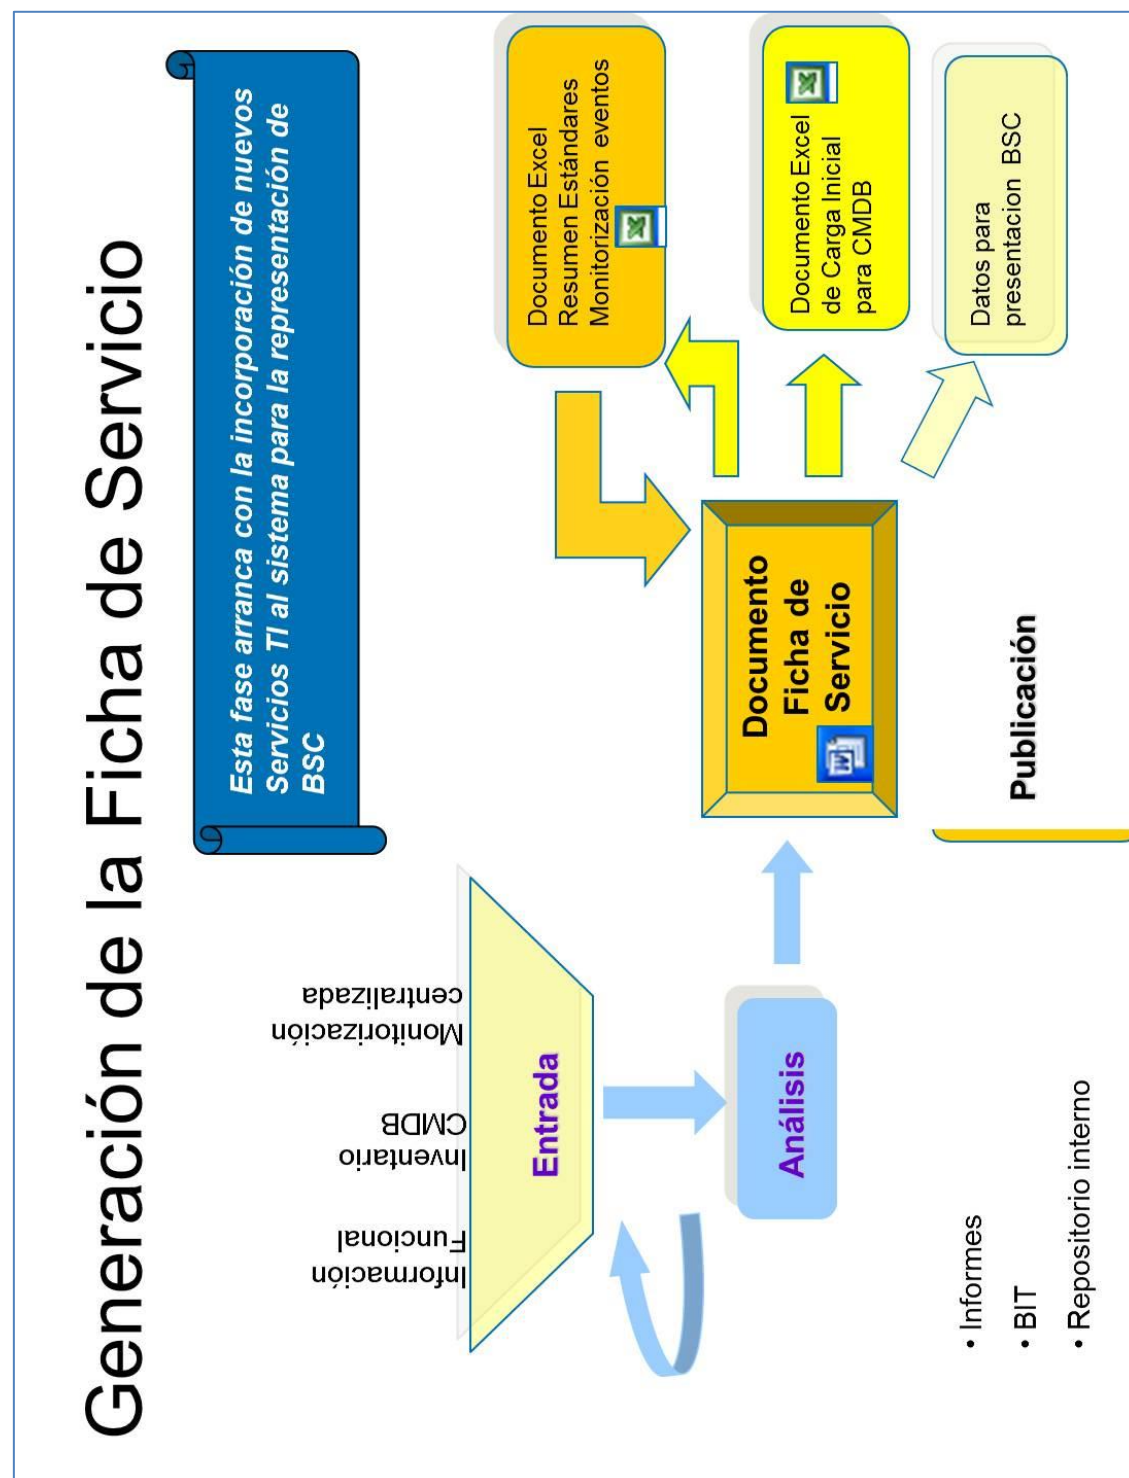 Generación de la Ficha de Servicio
Esta fase arranca con la incorporación de nuevos
Servicios TI al sistema para la representación de
BSC
Información
Funcional
Inventario
CMDB
Monitorización
centralizada
Entrada
Análisis
Documento
Ficha de
Servicio
Documento Excel
Resumen Estándares
Monitorización eventos
Documento Excel
de Carga Inicial
para CMDB
Datos para
presentacion BSC
• Informes
• BIT
• Repositorio interno
Publicación